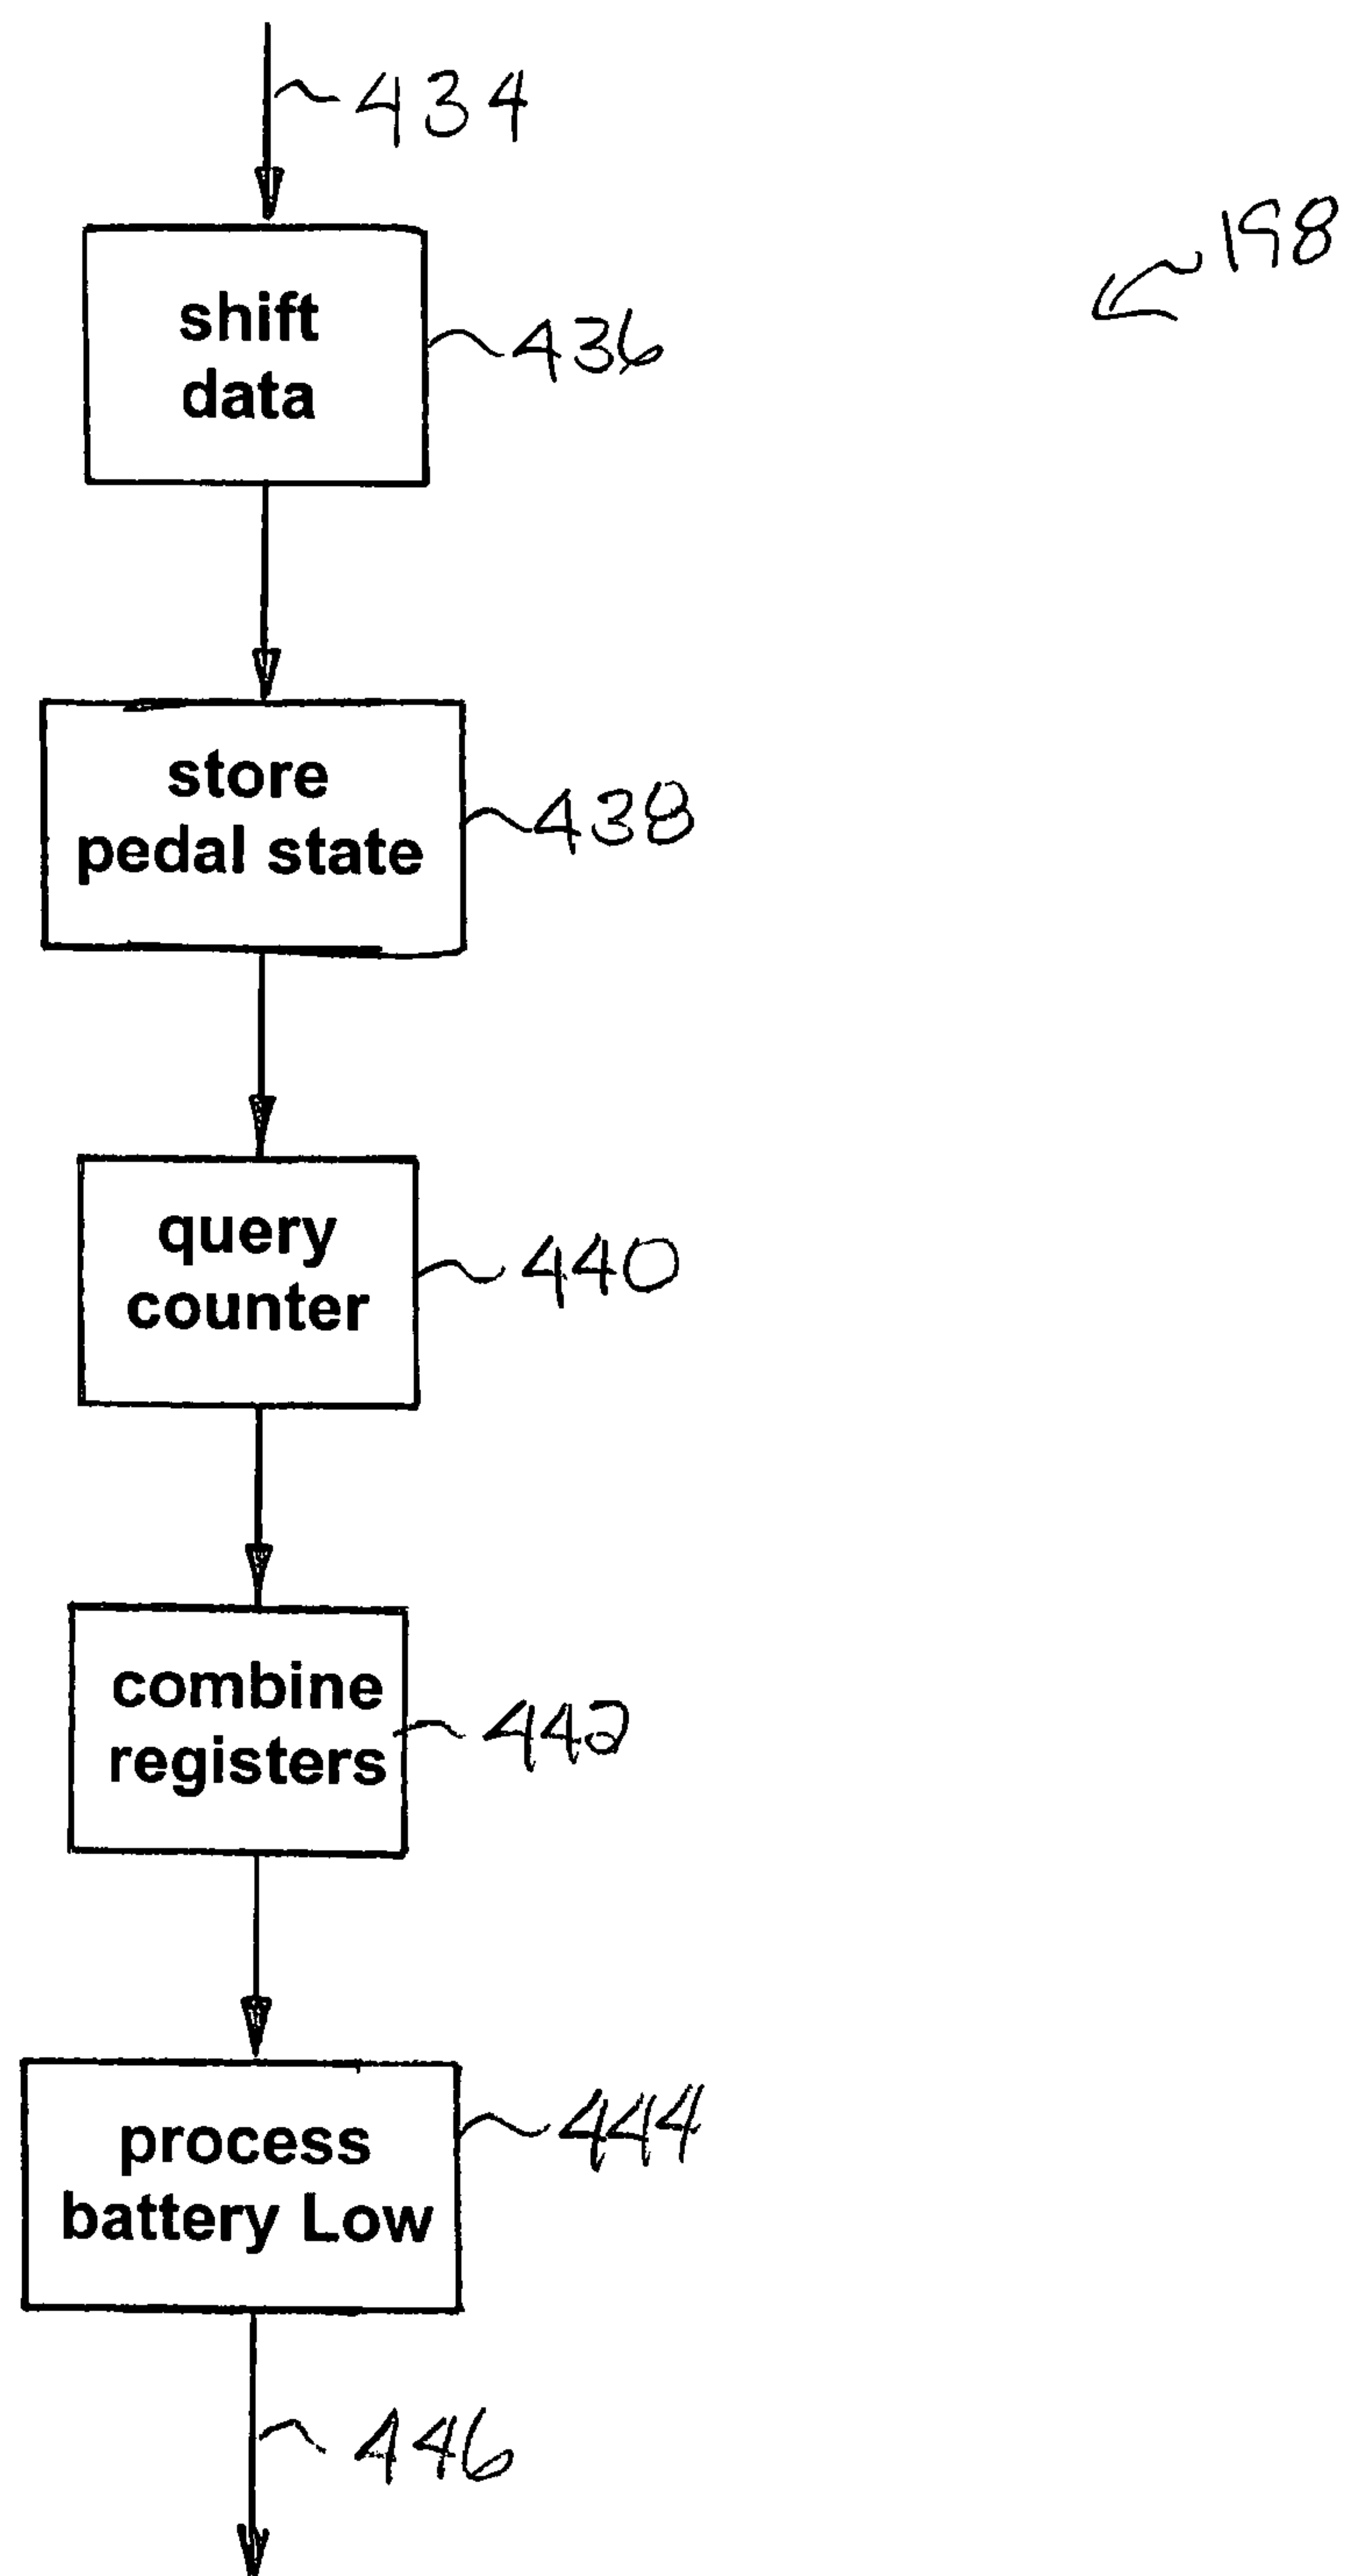 434
198
shift
data
436
store
pedal state
438
query
counter
440
combine
registers
442
process
battery Low
444
446